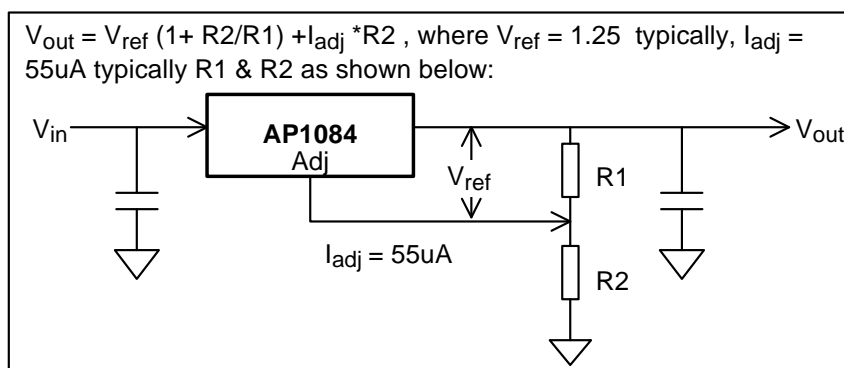 Vout = Vref (1+ R2/R1) +Iadj *R2 , where Vref = 1.25 typically, Iadj =
55uA typically R1 & R2 as shown below:
Vin
AP1084
Adj
Vref
R1
Vout
Iadj = 55uA
R2